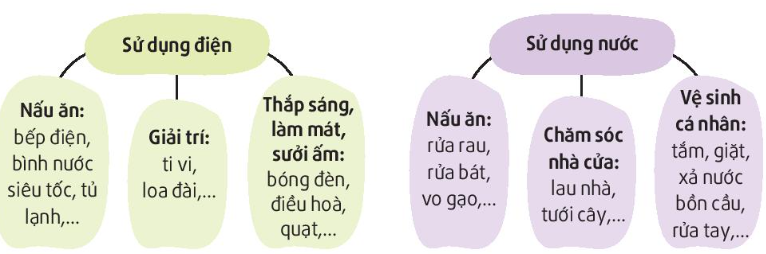 Sử dụng điện
Nấu ăn:
bếp điện,
bình nước
siêu tốc, tủ
lạnh,...
Giải trí:
ti vi,
loa đài,...
Thắp sáng,
làm mát,
sưởi ấm:
bóng đèn,
điều hoà,
quạt,...
Sử dụng nước
Nấu ăn:
rửa rau,
rửa bát,
vo gạo,...
Chăm sóc
nhà cửa:
lau nhà,
tưới cây,...
Vệ sinh
cá nhân:
tắm, giặt,
xả nước
bồn cầu,
rửa tay,...